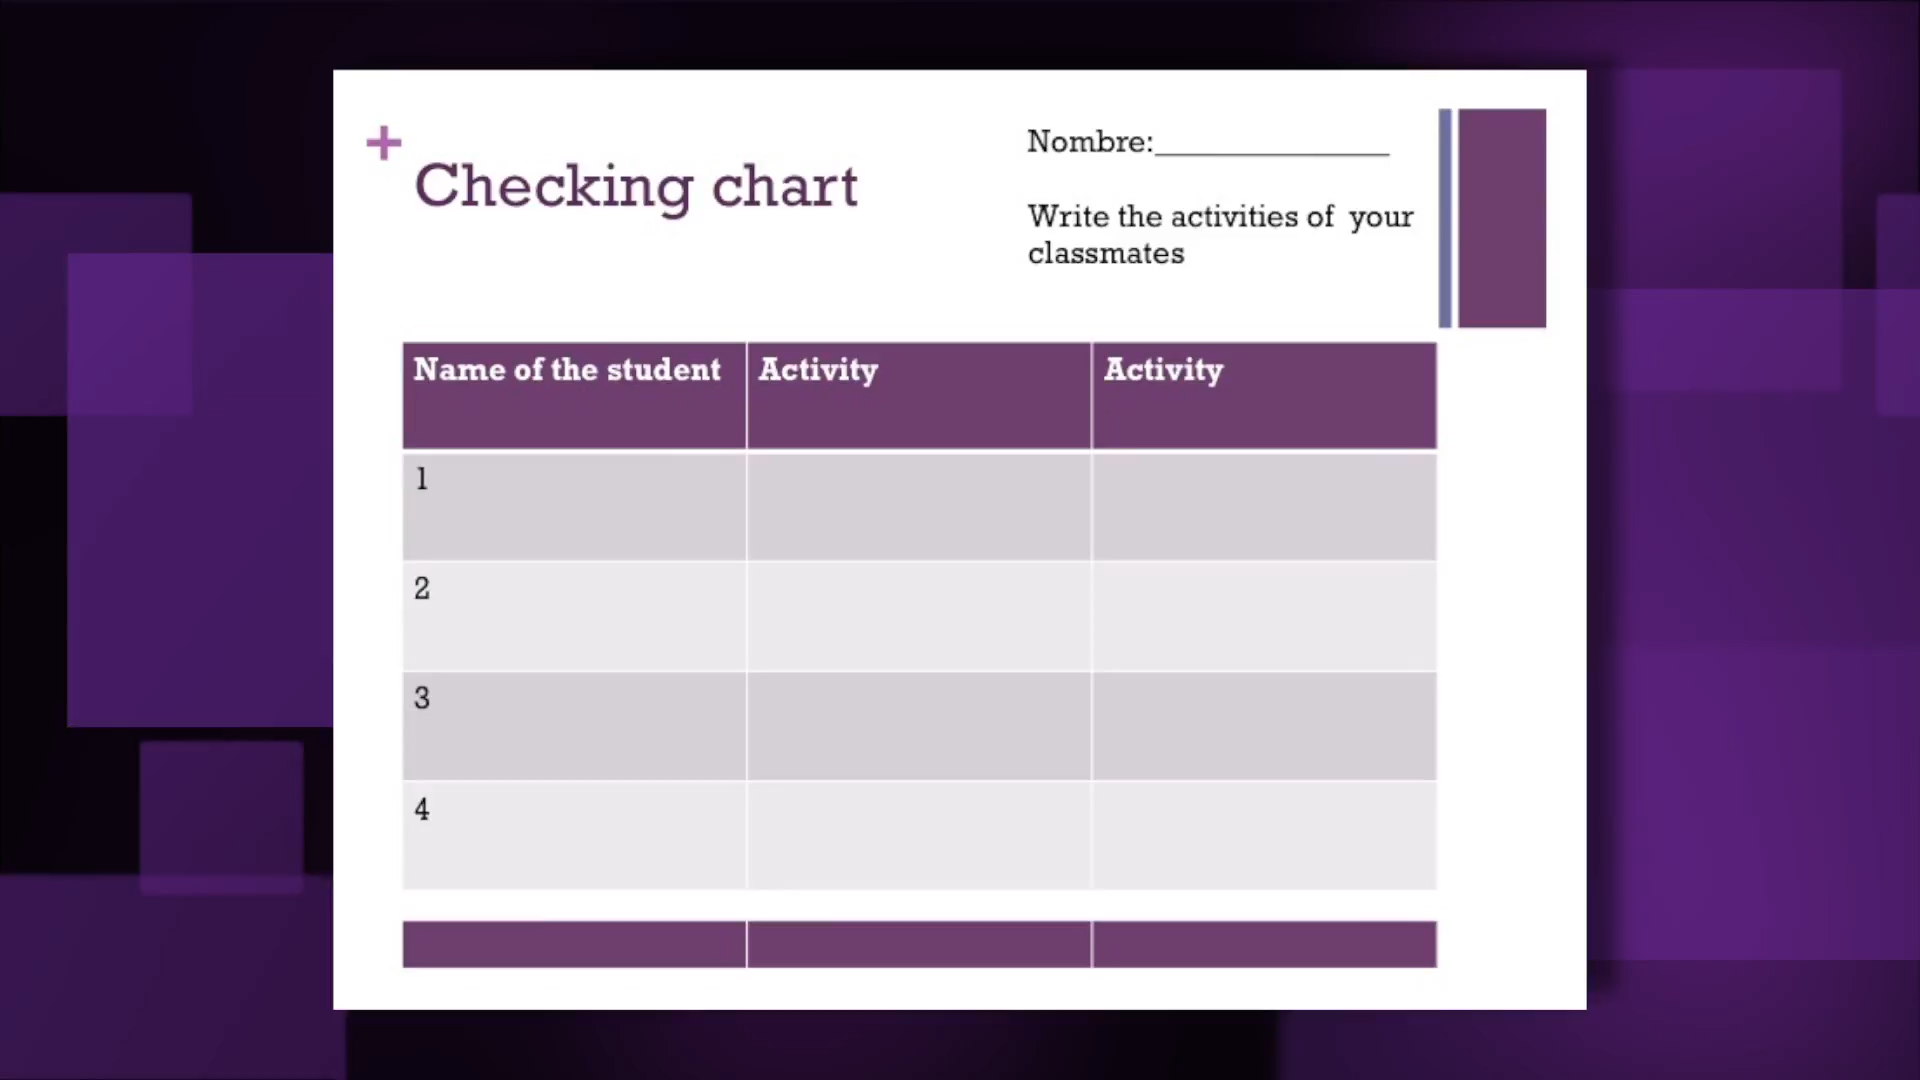 +
Checking chart
Nombre:_______________
Write the activities of  your
classmates
Name of the student Activity Activity
1
2
3
4